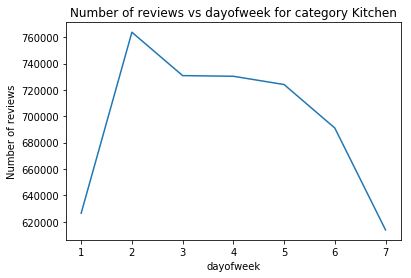 Number of reviews vs dayofweek for category Kitchen
Number of reviews
760000
740000
720000
700000
680000
660000
640000
620000
1 2 3 4 5 6 7
dayofweek